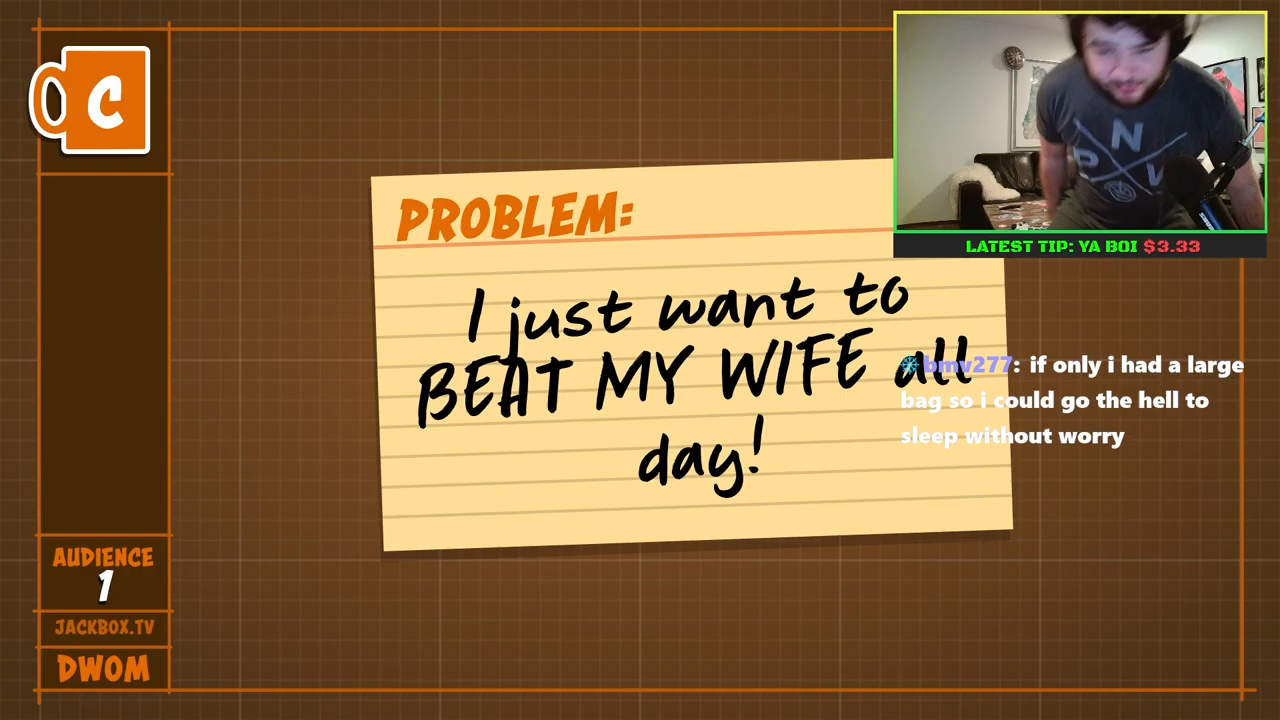 C
PROBLEM:
I just want to
BEAT MY WIFE all
day!
N
P
W
LATEST TIP: YA BOI $3.33
bmv277: if only i had a large
bag so i could go the hell to
sleep without worry
AUDIENCE
1
JACKBOX.TV
DWOM